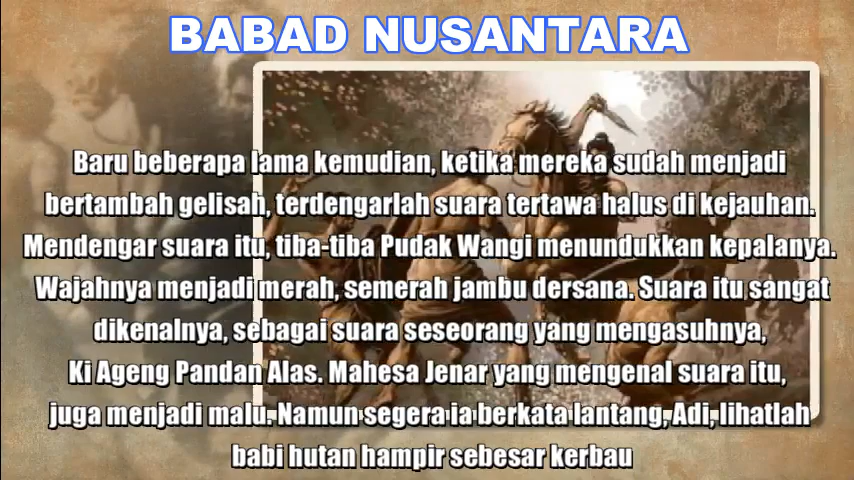 BABAD NUSANTARA
Baru beberapa lama kemudian, ketika mereka sudah menjadi
bertambah gelisah, terdengarlah suara tertawa halus di kejauhan.
Mendengar suara itu, tiba-tiba Pudak Wangi menundukkan kepalanya.
Wajahnya menjadi merah, semerah jambu dersana. Suara itu sangat
dikenalnya, sebagai suara seseorang yang mengasuhnya,
Ki Ageng Pandan Alas. Mahesa Jenar yang mengenal suara itu,
juga menjadi malu. Namun segera ia berkata lantang, Adi, lihatlah
babi hutan hampir sebesar kerbau